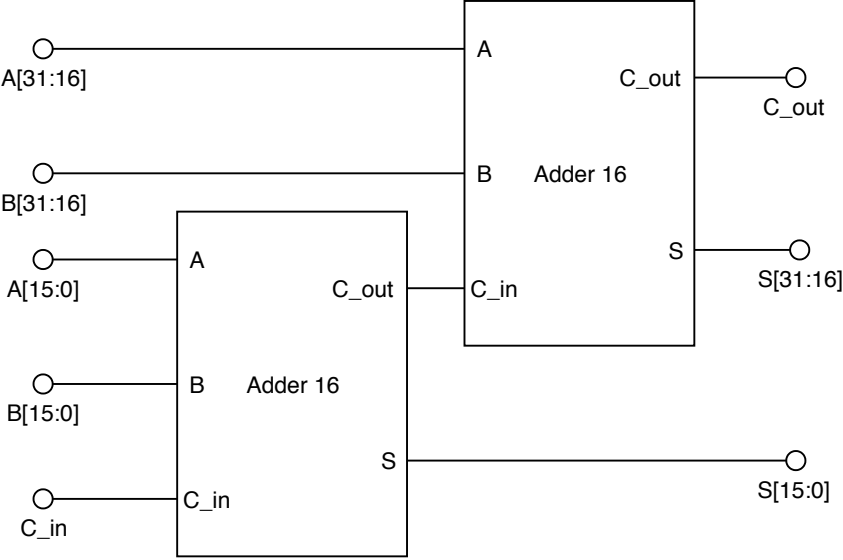 A
A[31:16]
C_out
C_out
B
Adder 16
B[31:16]
A
S
A[15:0]
C_out
C_in
S[31:16]
B
Adder 16
B[15:0]
S
S[15:0]
C_in
C_in